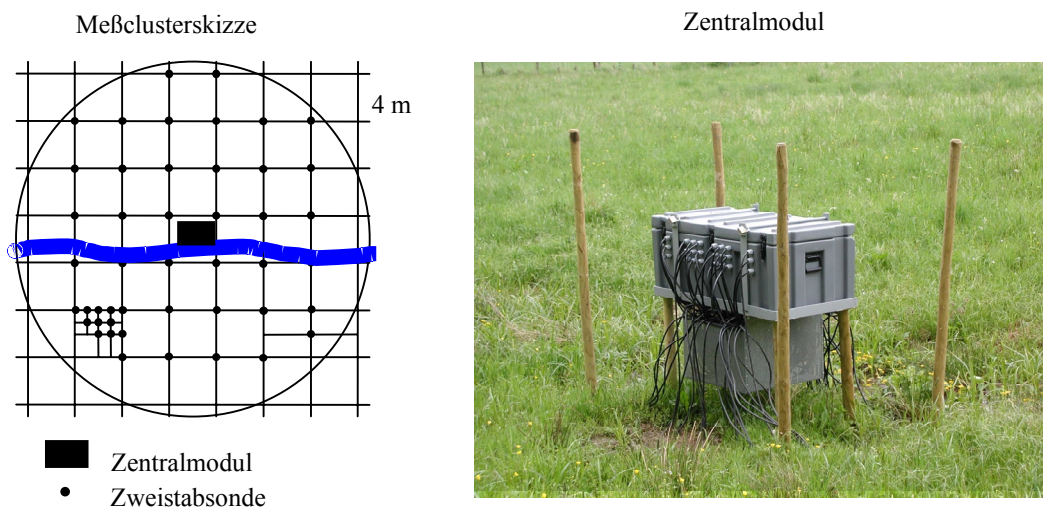 Meßclusterskizze
Zentralmodul
4 m
Zentralmodul
Zweistabsonde